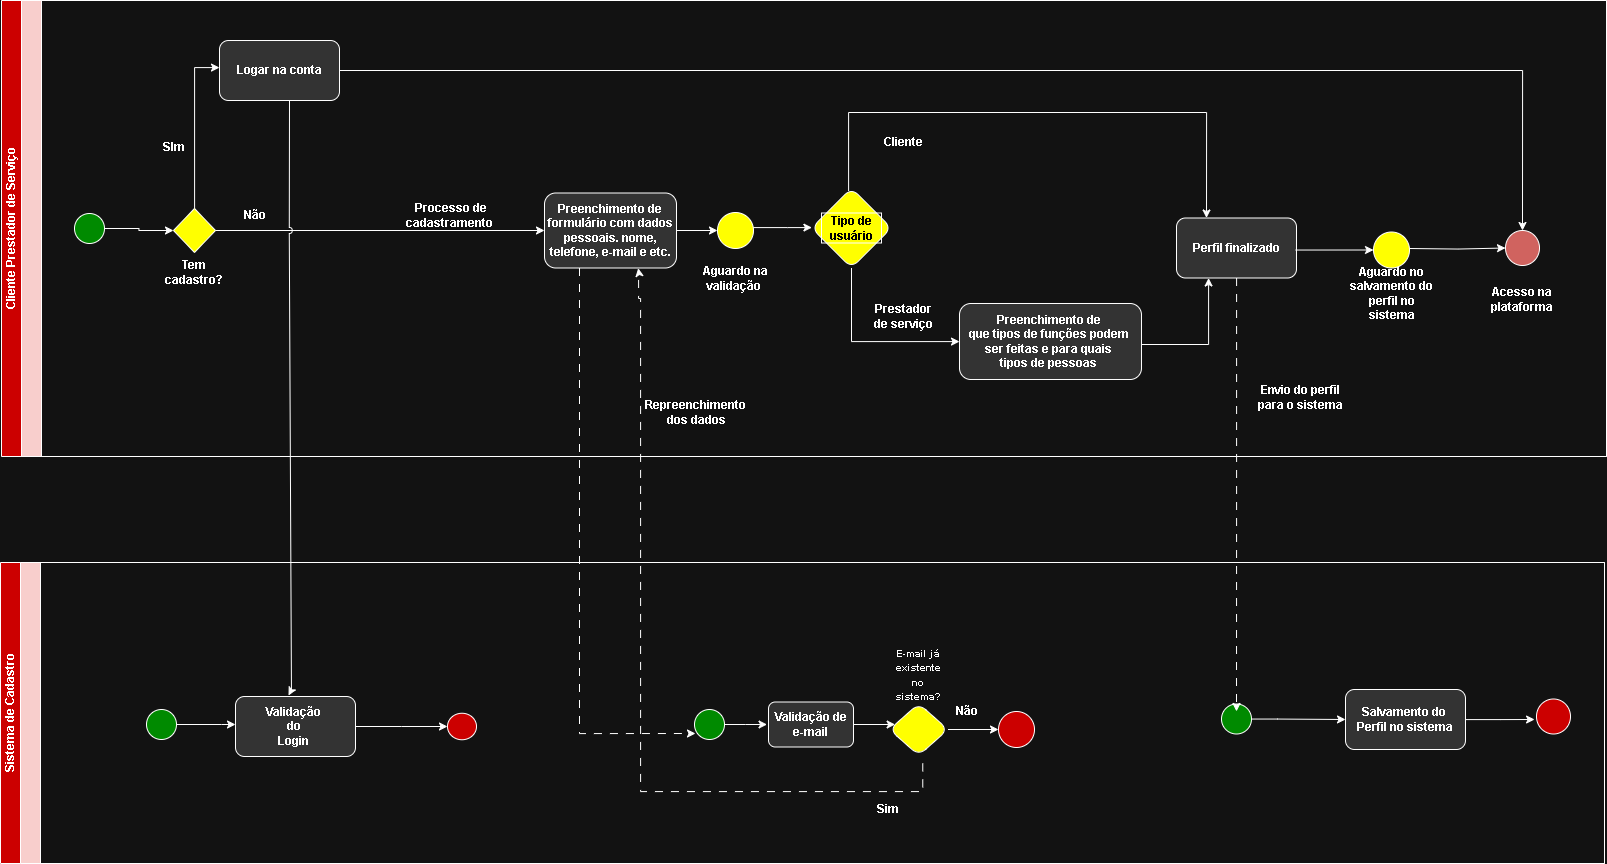 Cliente Prestador de Serviço
Logar na conta
SIm
Não
Tem
cadastro?
Processo de
cadastramento
Preenchimento de
formulário com dados
pessoais. nome,
telefone, e-mail e etc.
Aguardo na
validação
Tipo de
usuário
Cliente
Prestador
de serviço
Preenchimento de
que tipos de funções podem
ser feitas e para quais
tipos de pessoas
Perfil finalizado
Aguardo no
salvamento do
perfil no
sistema
Acesso na
plataforma
Repreenchimento
dos dados
Envio do perfil
para o sistema
Sistema de Cadastro
Validação
do
Login
Validação de
e-mail
E-mail já
existente
no
sistema?
Não
Sim
Salvamento do
Perfil no sistema